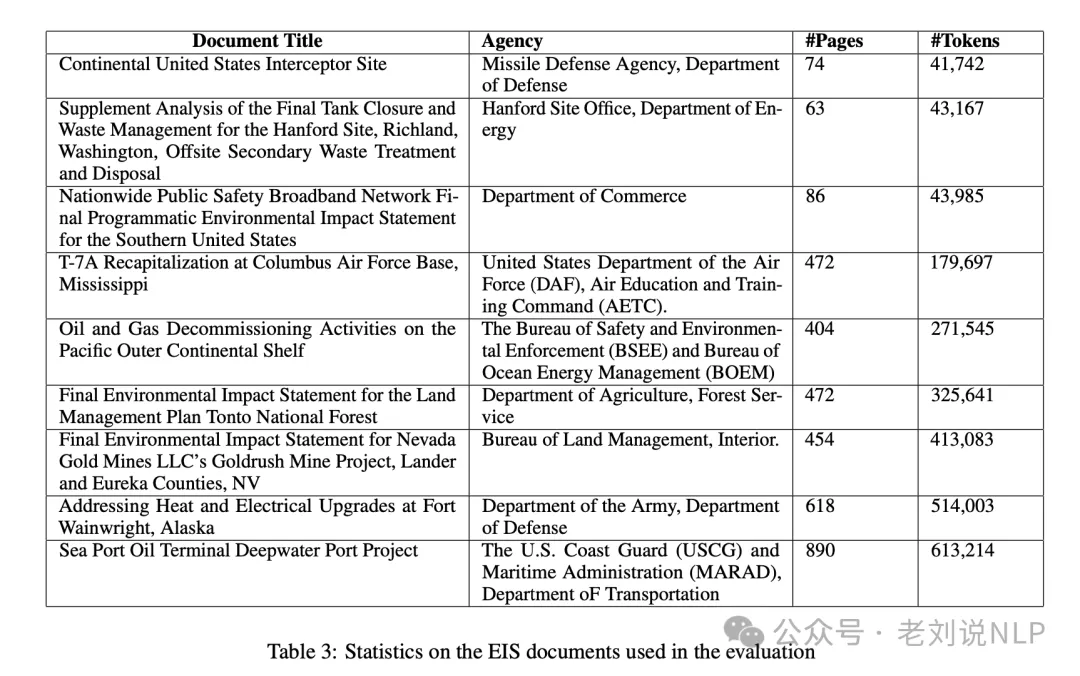 Document Title Agency #Pages #Tokens
Continental United States Interceptor Site Missile Defense Agency, Department 74 41,742
of Defense
Supplement Analysis of the Final Tank Closure and Hanford Site Office, Department of En- 63 43,167
Waste Management for the Hanford Site, Richland, ergy
Washington, Offsite Secondary Waste Treatment
and Disposal
Nationwide Public Safety Broadband Network Fi- Department of Commerce 86 43,985
nal Programmatic Environmental Impact Statement
for the Southern United States
T-7A Recapitalization at Columbus Air Force Base, United States Department of the Air 472 179,697
Mississippi Force (DAF), Air Education and Train-
ing Command (AETC).
Oil and Gas Decommissioning Activities on the The Bureau of Safety and Environmen- 404 271,545
Pacific Outer Continental Shelf tal Enforcement (BSEE) and Bureau of
Ocean Energy Management (BOEM)
Final Environmental Impact Statement for the Land Department of Agriculture, Forest Ser- 472 325,641
Management Plan Tonto National Forest vice
Final Environmental Impact Statement for Nevada Bureau of Land Management, Interior. 454 413,083
Gold Mines LLC's Goldrush Mine Project, Lander
and Eureka Counties, NV
Addressing Heat and Electrical Upgrades at Fort Department of the Army, Department 618 514,003
Wainwright, Alaska of Defense
Sea Port Oil Terminal Deepwater Port Project The U.S. Coast Guard (USCG) and 890 613,214
Maritime Administration (MARAD),
Department oF Transportation
公众号 · 老刘说NLP
Table 3: Statistics on the EIS documents used in the evaluation